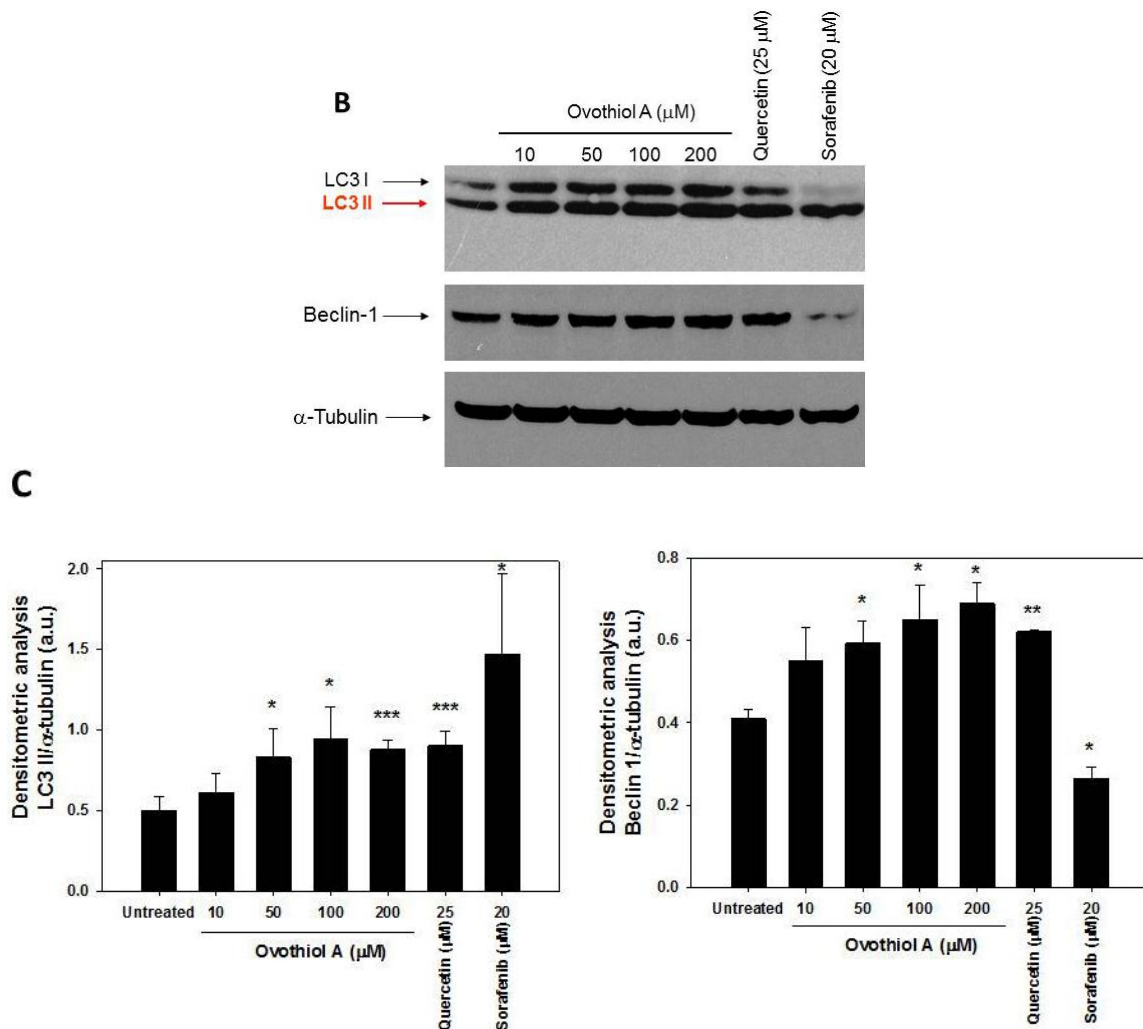 Quercetin (25 μM)
Sorafenib (20 μM)
B
Ovothiol A (μM)
10 50 100 200
LC3 I
LC3 II
Beclin-1
α-Tubulin
C
Densitometric analysis
LC3 II/α-tubulin (a.u.)
2.0
1.5
1.0
0.5
0.0
* * *** *** *
Untreated 10 50 100 200 25 20
Ovothiol A (μM)
Quercetin (μM)
Sorafenib (μM)
Densitometric analysis
Beclin 1/α-tubulin (a.u.)
0.8
0.6
0.4
0.2
0.0
* * * ** *
Untreated 10 50 100 200 25 20
Ovothiol A (μM)
Quercetin (μM)
Sorafenib (μM)